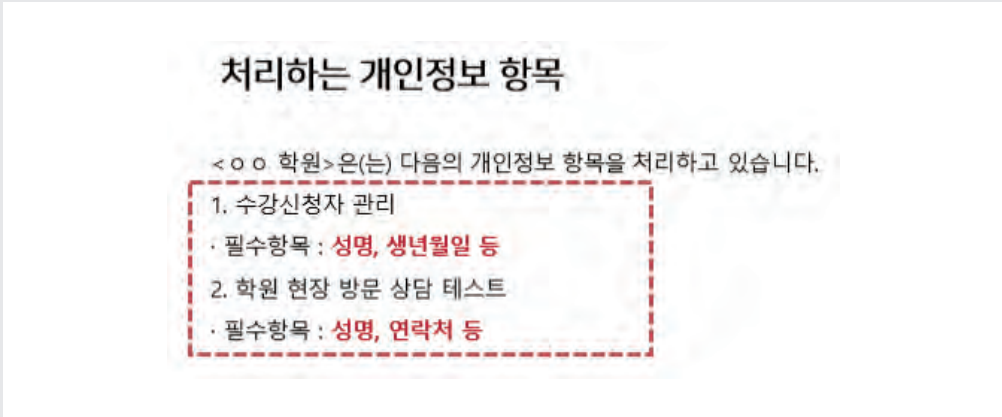 처리하는 개인정보 항목
<ㅇㅇ 학원>은(는) 다음의 개인정보 항목을 처리하고 있습니다.
1. 수강신청자 관리
· 필수항목 : 성명, 생년월일 등
2. 학원 현장 방문 상담 테스트
· 필수항목 : 성명, 연락처 등